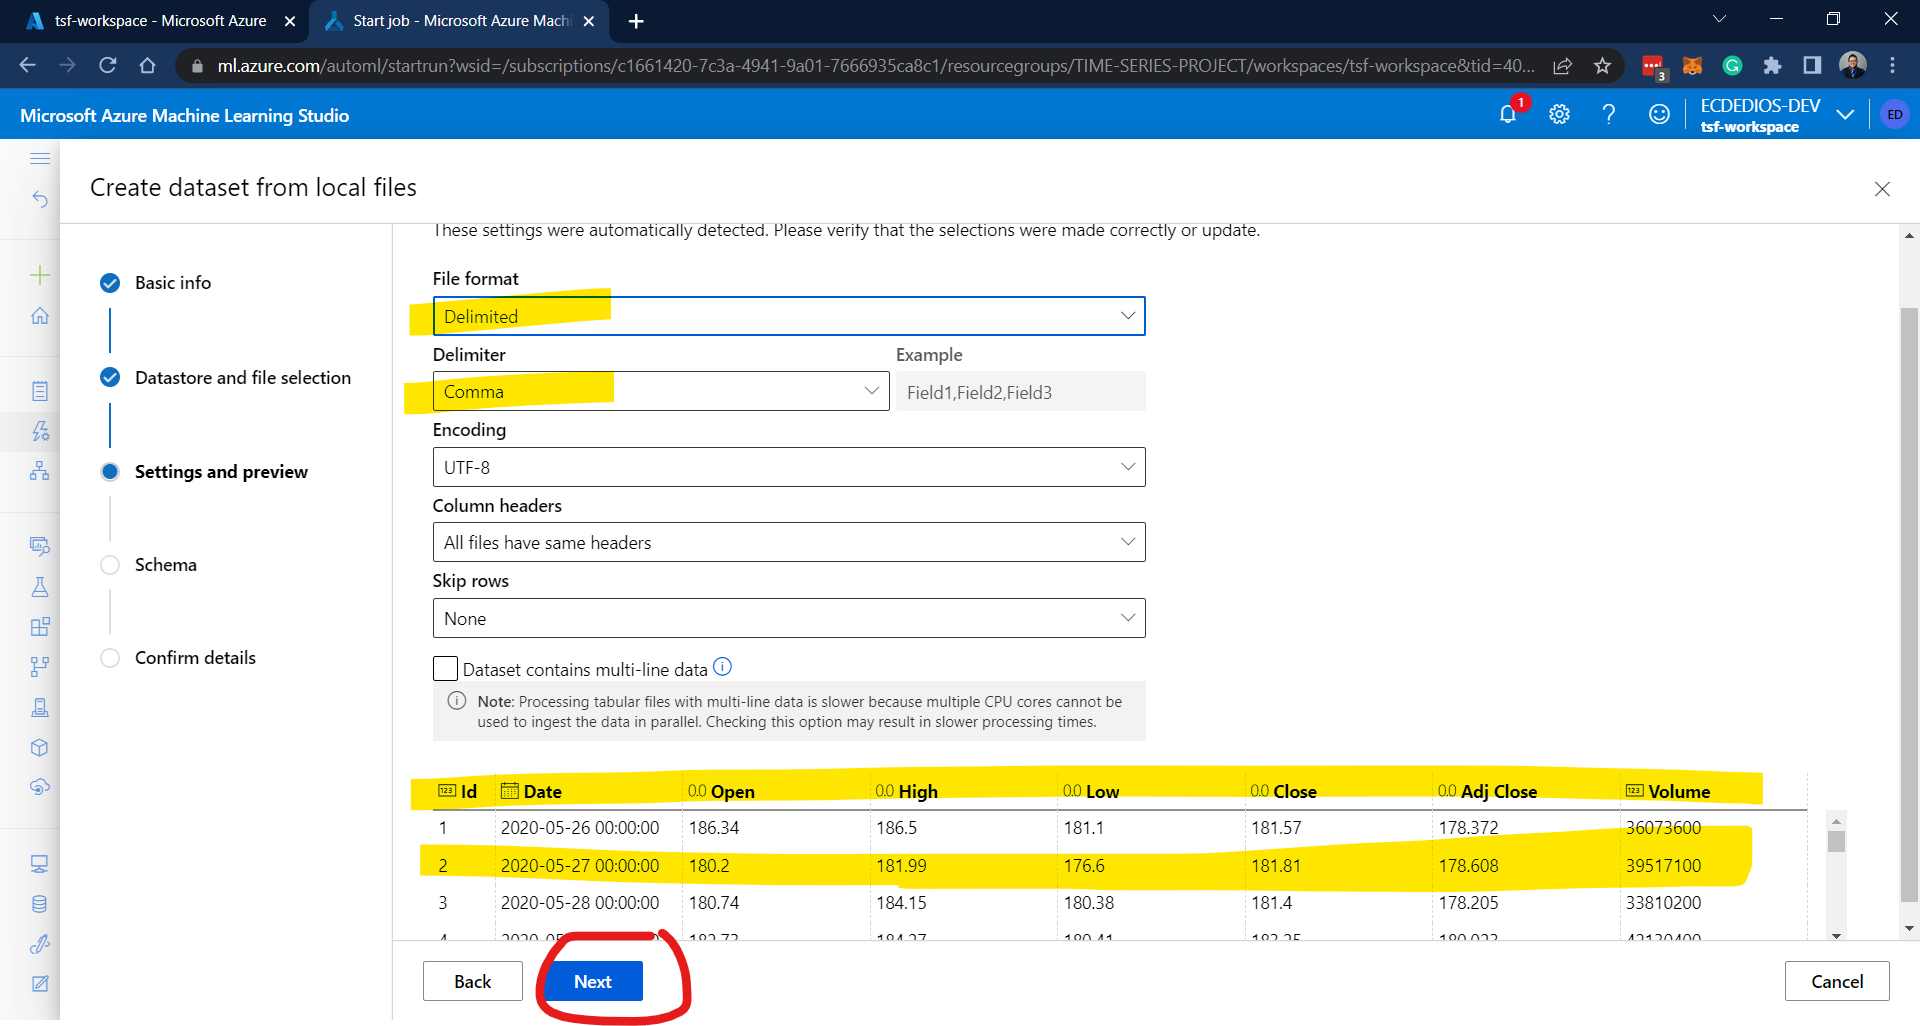 tsf-workspace - Microsoft Azure
Start job - Microsoft Azure Machi
ml.azure.com/automl/startrun?wsid=/subscriptions/c1661420-7c3a-4941-9a01-7666935ca8c1/resourcegroups/TIME-SERIES-PROJECT/workspaces/tsf-workspace&tid=40...
3
Microsoft Azure Machine Learning Studio
1
ECDEDIOS-DEV
tsf-workspace
ED
Create dataset from local files
Basic info
Datastore and file selection
Settings and preview
Schema
Confirm details
These settings were automatically detected. Please verify that the selections were made correctly or update.
File format
Delimited
Delimiter Example
Comma Field1,Field2,Field3
Encoding
UTF-8
Column headers
All files have same headers
Skip rows
None
Dataset contains multi-line data
Note: Processing tabular files with multi-line data is slower because multiple CPU cores cannot be
used to ingest the data in parallel. Checking this option may result in slower processing times.
123 Id Date 0.0 Open 0.0 High 0.0 Low 0.0 Close 0.0 Adj Close 123 Volume
1 2020-05-26 00:00:00 186.34 186.5 181.1 181.57 178.372 36073600
2 2020-05-27 00:00:00 180.2 181.99 176.6 181.81 178.608 39517100
3 2020-05-28 00:00:00 180.74 184.15 180.38 181.4 178.205 33810200
Back
Next
Cancel